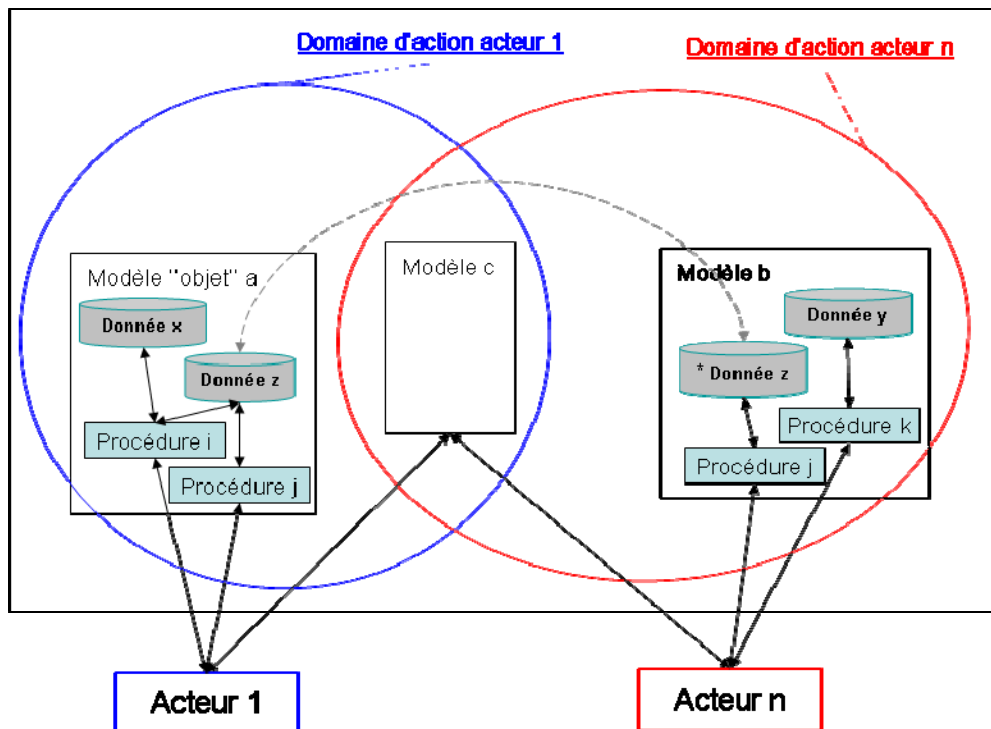 Domaine d'action acteur 1
Domaine d'action acteur n
Modèle "objet" a
Donnée x
Donnée z
Procédure i
Procédure j
Modèle c
Modèle b
Donnée y
* Donnée z
Procédure k
Procédure j
Acteur 1
Acteur n